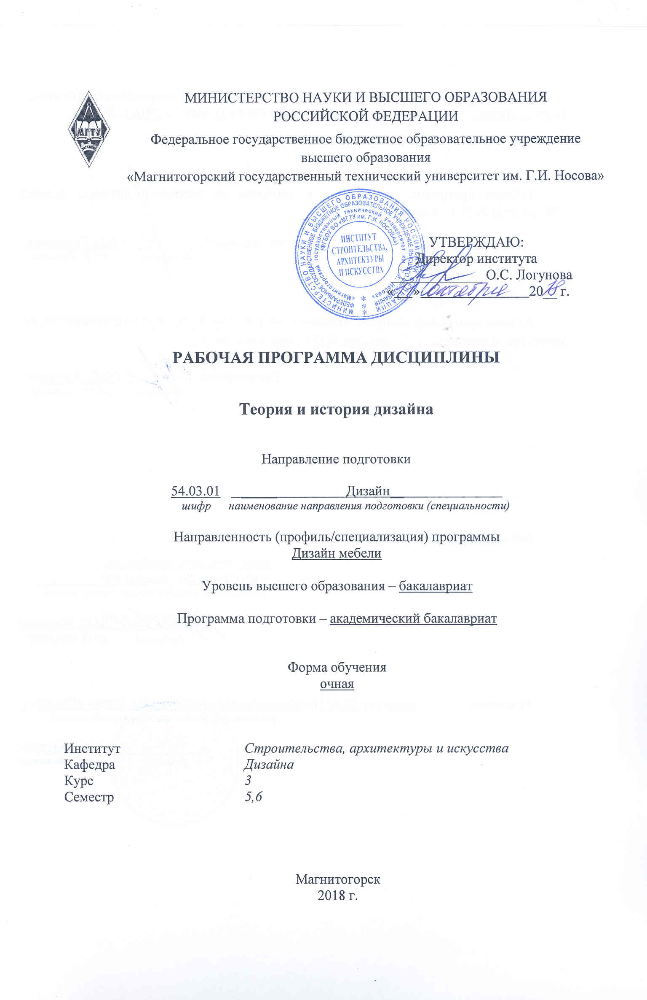 МИНИСТЕРСТВО НАУКИ И ВЫСШЕГО ОБРАЗОВАНИЯ
РОССИЙСКОЙ ФЕДЕРАЦИИ
Федеральное государственное бюджетное образовательное учреждение
высшего образования
«Магнитогорский государственный технический университет им. Г.И. Носова»
МГТУ
МИНИСТЕРСТВО НАУКИ И ВЫСШЕГО ОБРАЗОВАНИЯ РОССИЙСКОЙ ФЕДЕРАЦИИ
ФЕДЕРАЛЬНОЕ ГОСУДАРСТВЕННОЕ БЮДЖЕТНОЕ ОБРАЗОВАТЕЛЬНОЕ УЧРЕЖДЕНИЕ ВЫСШЕГО ОБРАЗОВАНИЯ
«Магнитогорский государственный технический университет им. Г.И. Носова»
(ФГБОУ ВО «МГТУ им. Г.И. НОСОВА»)
ИНСТИТУТ
СТРОИТЕЛЬСТВА,
АРХИТЕКТУРЫ
И ИСКУССТВА
УТВЕРЖДАЮ:
Директор института
О.С. Логунова
« » октября 2018 г.
РАБОЧАЯ ПРОГРАММА ДИСЦИПЛИНЫ
Теория и история дизайна
Направление подготовки
54.03.01 Дизайн
шифр наименование направления подготовки (специальности)
Направленность (профиль/специализация) программы
Дизайн мебели
Уровень высшего образования – бакалавриат
Программа подготовки – академический бакалавриат
Форма обучения
очная
Институт Строительства, архитектуры и искусства
Кафедра Дизайна
Курс 3
Семестр 5,6
Магнитогорск
2018 г.